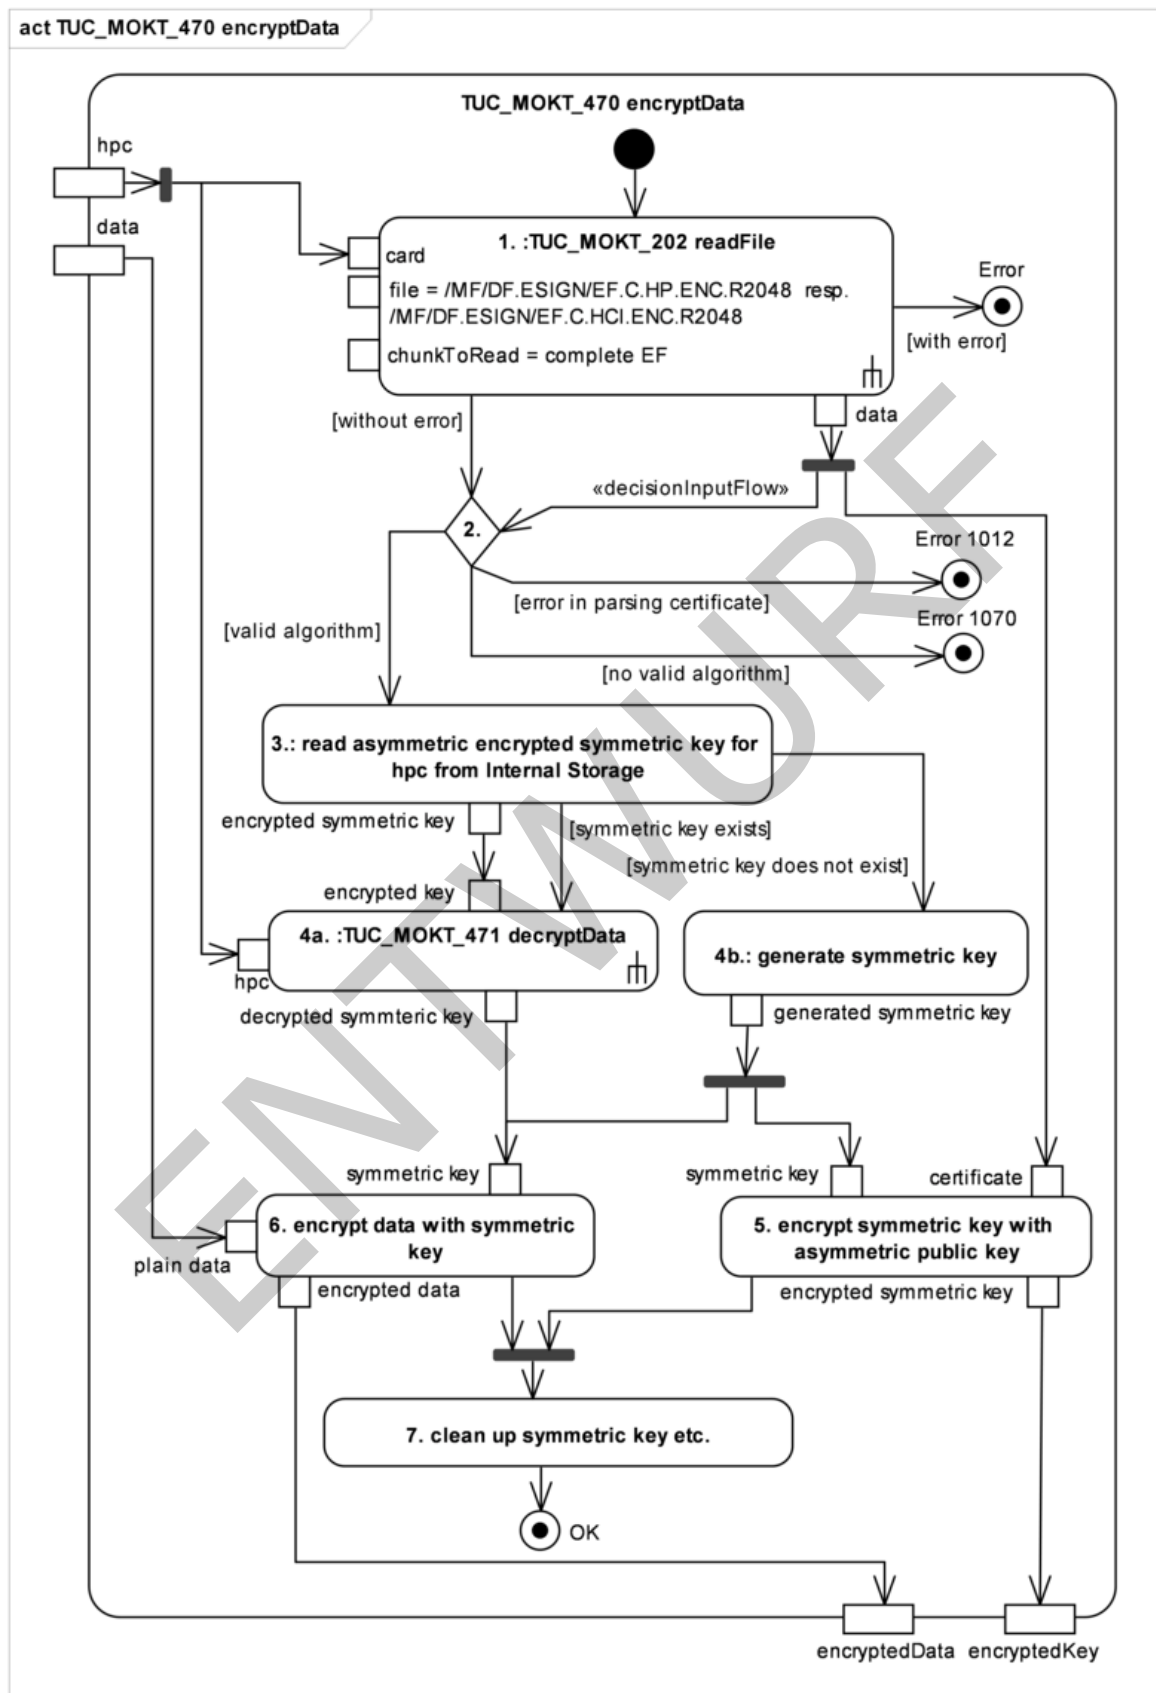 act TUC_MOKT_470 encryptData
TUC_MOKT_470 encryptData
hpc
data
1. :TUC_MOKT_202 readFile
card
file = /MF/DF.ESIGN/EF.C.HP.ENC.R2048 resp.
/MF/DF.ESIGN/EF.C.HCI.ENC.R2048
chunkToRead = complete EF
Error
[with error]
[without error]
data
«decisionInputFlow»
2.
Error 1012
[error in parsing certificate]
Error 1070
[valid algorithm]
[no valid algorithm]
3.: read asymmetric encrypted symmetric key for
hpc from Internal Storage
encrypted symmetric key
[symmetric key exists]
[symmetric key does not exist]
encrypted key
4a. :TUC_MOKT_471 decryptData
hpc
4b.: generate symmetric key
decrypted symmteric key
generated symmetric key
symmetric key
symmetric key
certificate
6. encrypt data with symmetric
key
plain data
5. encrypt symmetric key with
asymmetric public key
encrypted data
encrypted symmetric key
7. clean up symmetric key etc.
OK
encryptedData
encryptedKey
ENTWURF